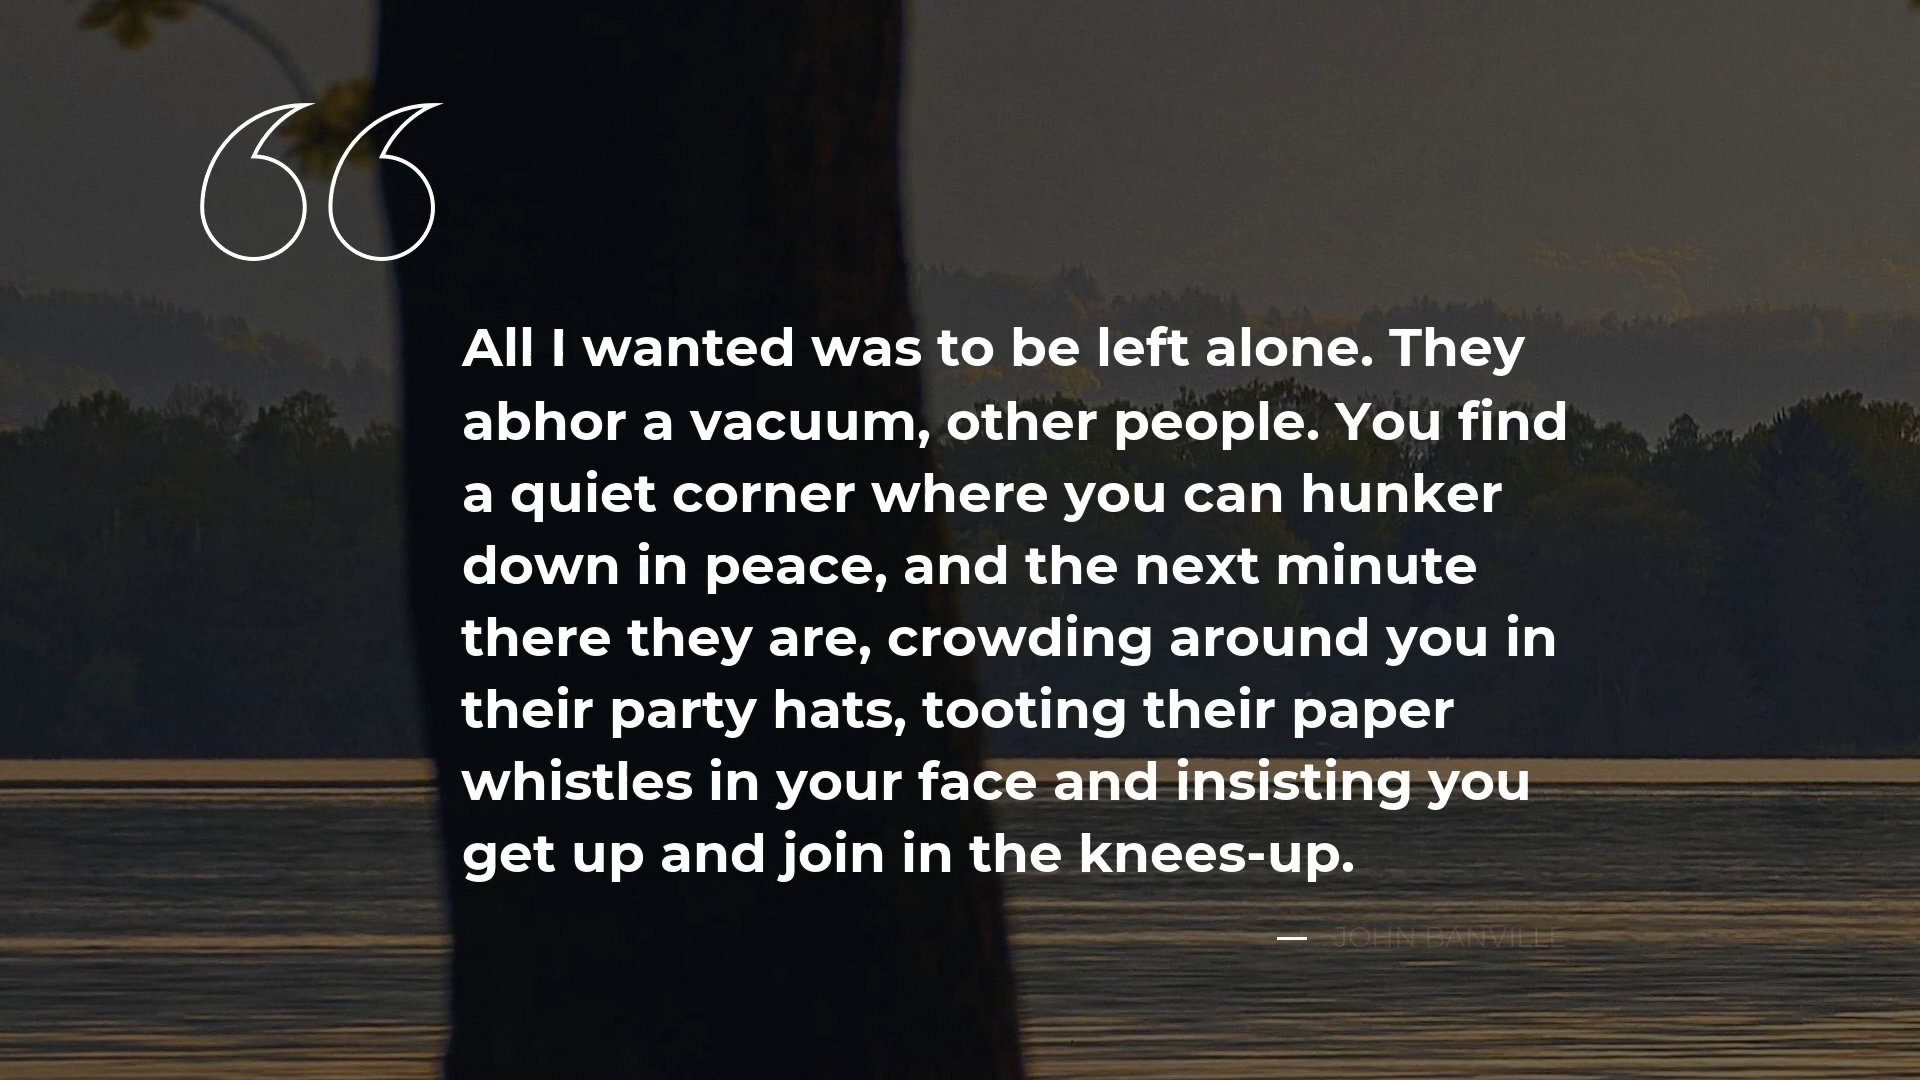 “
All I wanted was to be left alone. They
abhor a vacuum, other people. You find
a quiet corner where you can hunker
down in peace, and the next minute
there they are, crowding around you in
their party hats, tooting their paper
whistles in your face and insisting you
get up and join in the knees-up.
— JOHN BANVILLE